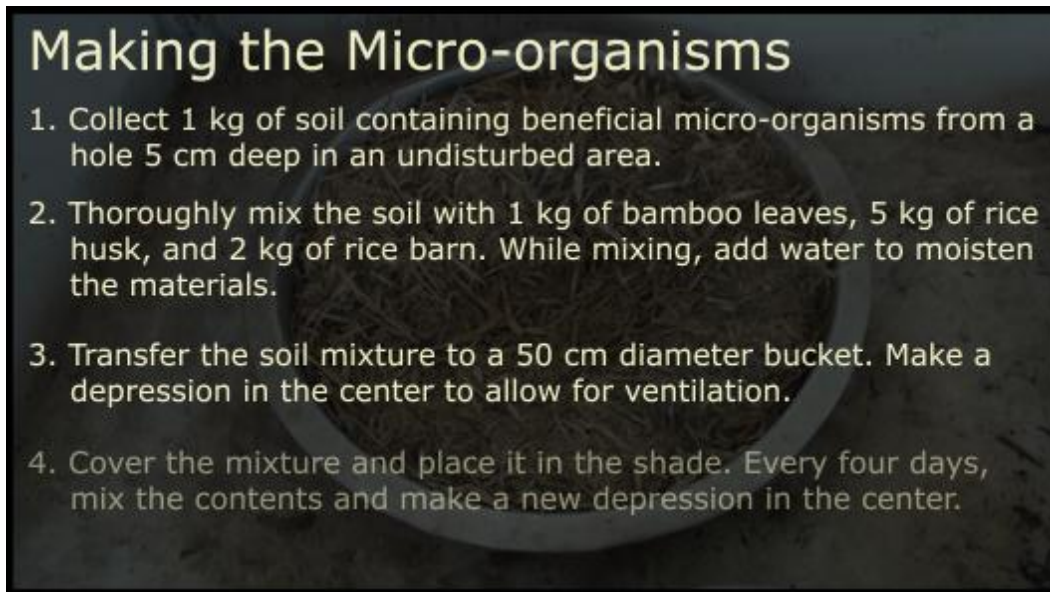 Making the Micro-organisms
1. Collect 1 kg of soil containing beneficial micro-organisms from a
hole 5 cm deep in an undisturbed area.
2. Thoroughly mix the soil with 1 kg of bamboo leaves, 5 kg of rice
husk, and 2 kg of rice barn. While mixing, add water to moisten
the materials.
3. Transfer the soil mixture to a 50 cm diameter bucket. Make a
depression in the center to allow for ventilation.
4. Cover the mixture and place it in the shade. Every four days,
mix the contents and make a new depression in the center.